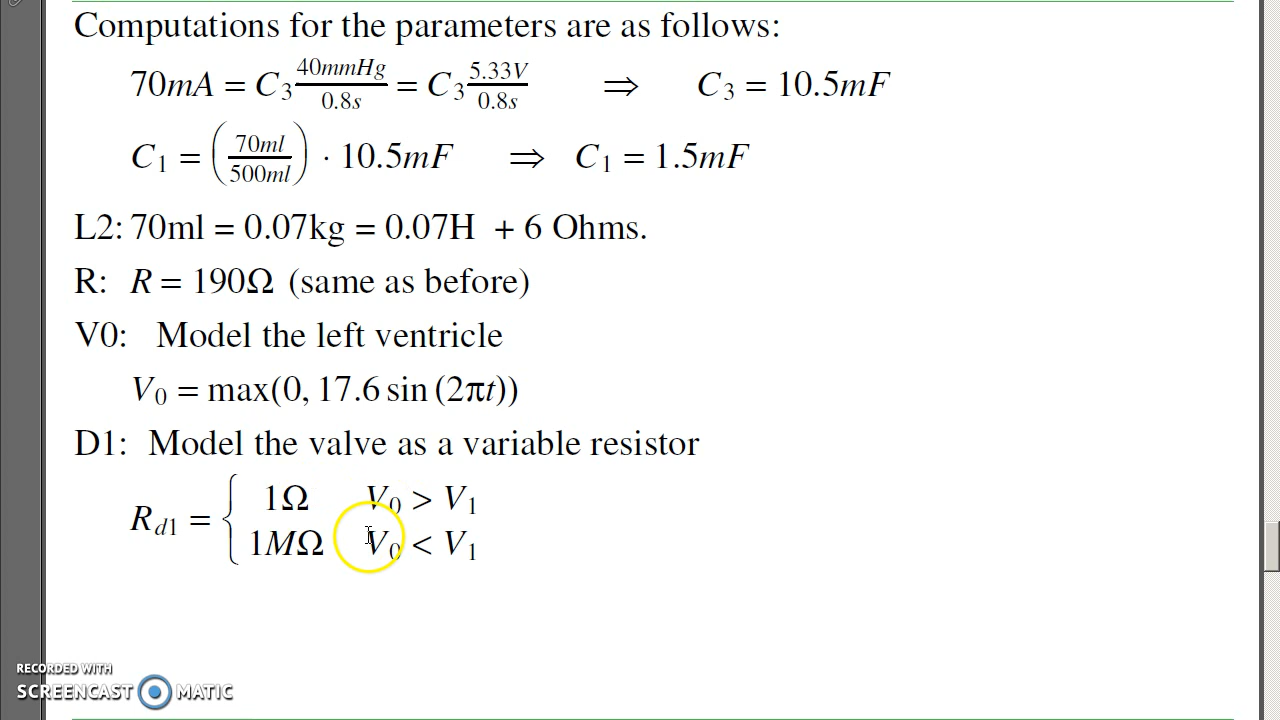 Computations for the parameters are as follows:
70mA = C₃ 40mmHg/0.8s = C₃ 5.33V/0.8s ⇒ C₃ = 10.5mF
C₁ = (70ml/500ml) · 10.5mF ⇒ C₁ = 1.5mF
L2: 70ml = 0.07kg = 0.07H + 6 Ohms.
R: R = 190Ω (same as before)
V0: Model the left ventricle
V₀ = max(0, 17.6 sin (2πt))
D1: Model the valve as a variable resistor
R_d1 = { 1Ω V₀ > V₁
1MΩ V₀ < V₁
RECORDED WITH
SCREENCAST MATIC